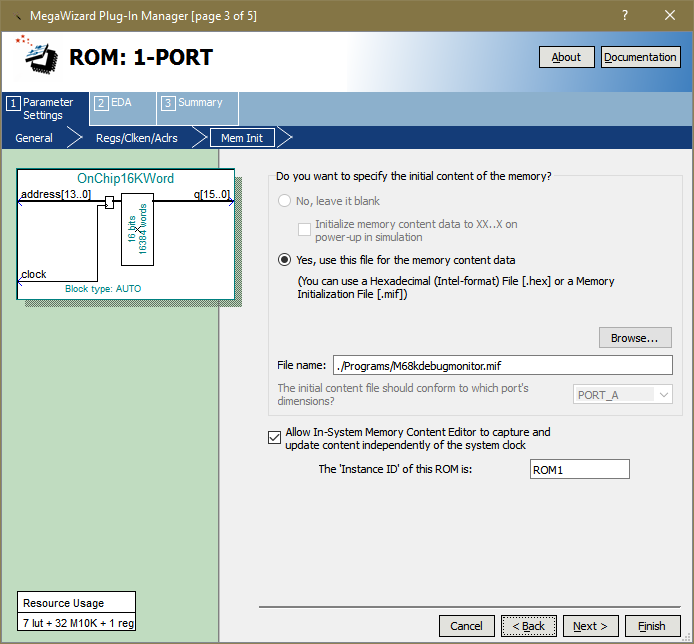 MegaWizard Plug-In Manager [page 3 of 5]
?
ROM: 1-PORT
About
Documentation
1 Parameter Settings
2 EDA
3 Summary
General
Regs/Clken/Aclrs
Mem Init
OnChip16KWord
address[13..0]
q[15..0]
16 bits
16384 words
clock
Block type: AUTO
Do you want to specify the initial content of the memory?
No, leave it blank
Initialize memory content data to XX..X on
power-up in simulation
Yes, use this file for the memory content data
(You can use a Hexadecimal (Intel-format) File [.hex] or a Memory
Initialization File [.mif])
Browse...
File name: ./Programs/M68kdebugmonitor.mif
The initial content file should conform to which port's
dimensions?
PORT_A
Allow In-System Memory Content Editor to capture and
update content independently of the system clock
The 'Instance ID' of this ROM is: ROM1
Resource Usage
7 lut + 32 M10K + 1 reg
Cancel
< Back
Next >
Finish